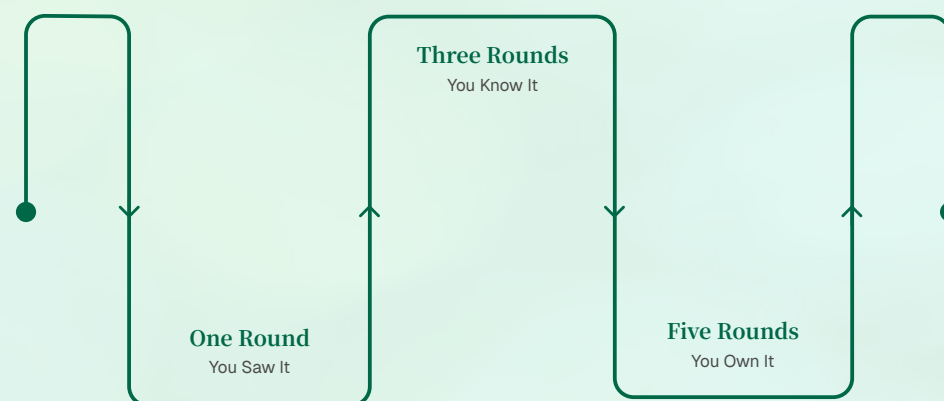 One Round
You Saw It
Three Rounds
You Know It
Five Rounds
You Own It